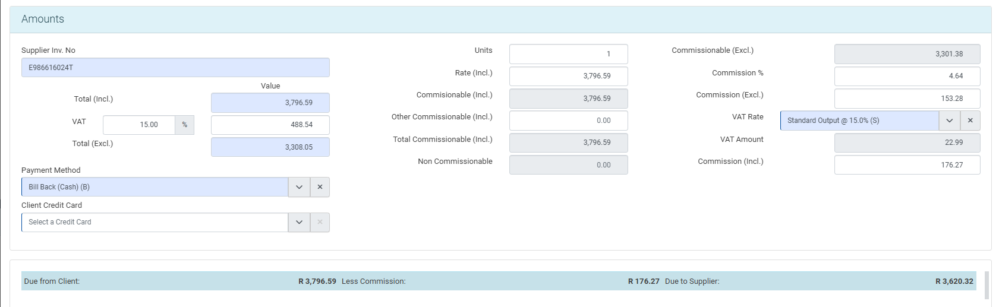 Amounts
Supplier Inv. No
E986616024T
Value
Total (Incl.) 3,796.59
VAT 15.00 % 488.54
Total (Excl.) 3,308.05
Payment Method
Bill Back (Cash) (B)
Client Credit Card
Select a Credit Card
Units 1
Rate (Incl.) 3,796.59
Commisionable (Incl.) 3,796.59
Other Commissionable (Incl.) 0.00
Total Commissionable (Incl.) 3,796.59
Non Commissionable 0.00
Commissionable (Excl.) 3,301.38
Commission % 4.64
Commission (Excl.) 153.28
VAT Rate Standard Output @ 15.0% (S)
VAT Amount 22.99
Commission (Incl.) 176.27
Due from Client: R 3,796.59 Less Commission: R 176.27 Due to Supplier: R 3,620.32